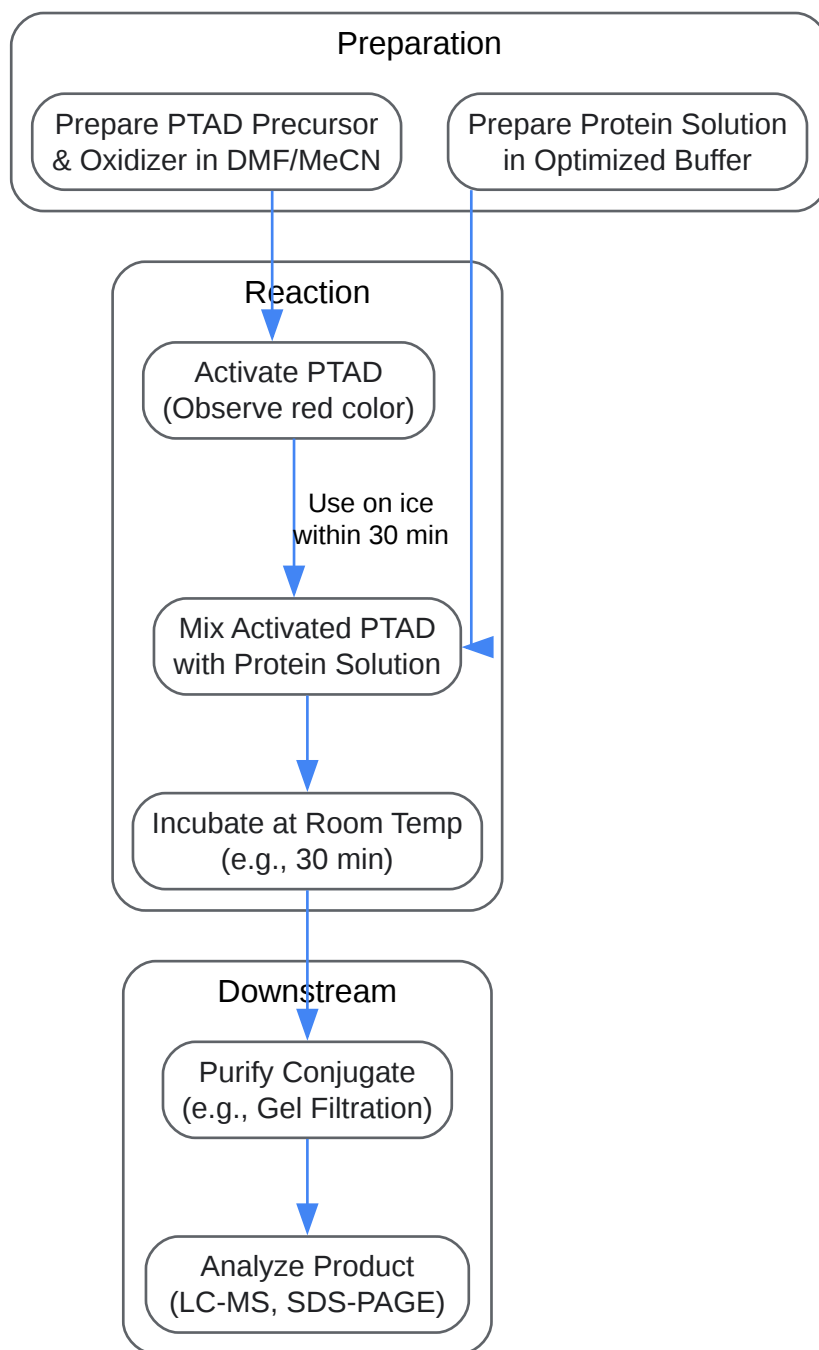 Preparation
Prepare PTAD Precursor
& Oxidizer in DMF/MeCN
Prepare Protein Solution
in Optimized Buffer
Reaction
Activate PTAD
(Observe red color)
Use on ice
within 30 min
Mix Activated PTAD
with Protein Solution
Incubate at Room Temp
(e.g., 30 min)
Downstream
Purify Conjugate
(e.g., Gel Filtration)
Analyze Product
(LC-MS, SDS-PAGE)